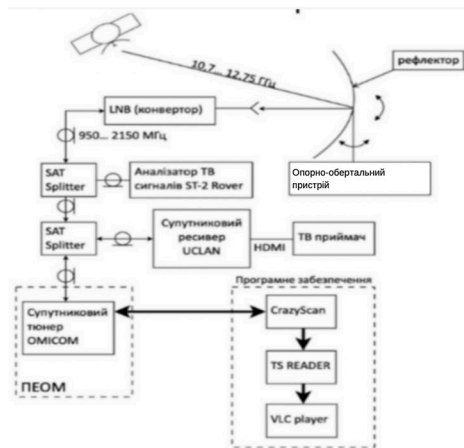 10,7... 12,75 ГГц
рефлектор
LNB (конвертор)
950... 2150 МГц
Опорно-обертальний
пристрій
SAT
Splitter
Аналізатор ТВ
сигналів ST-2 Rover
SAT
Splitter
Супутниковий
ресивер
UCLAN
HDMI
ТВ приймач
Програмне забезпечення
Супутниковий
тюнер
OMICOM
ПЕОМ
CrazyScan
TS READER
VLC player